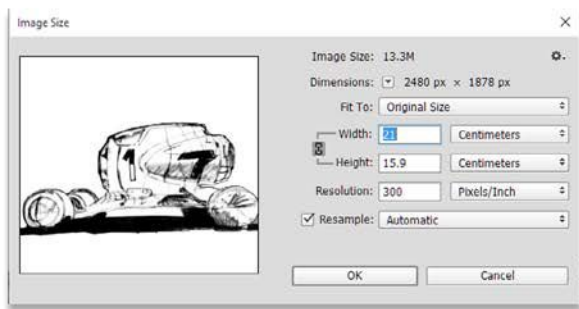 Image Size
Image Size: 13.3M
Dimensions: 2480 px × 1878 px
Fit To: Original Size
Width: 21 Centimeters
Height: 15.9 Centimeters
Resolution: 300 Pixels/Inch
Resample: Automatic
OK Cancel
1 7